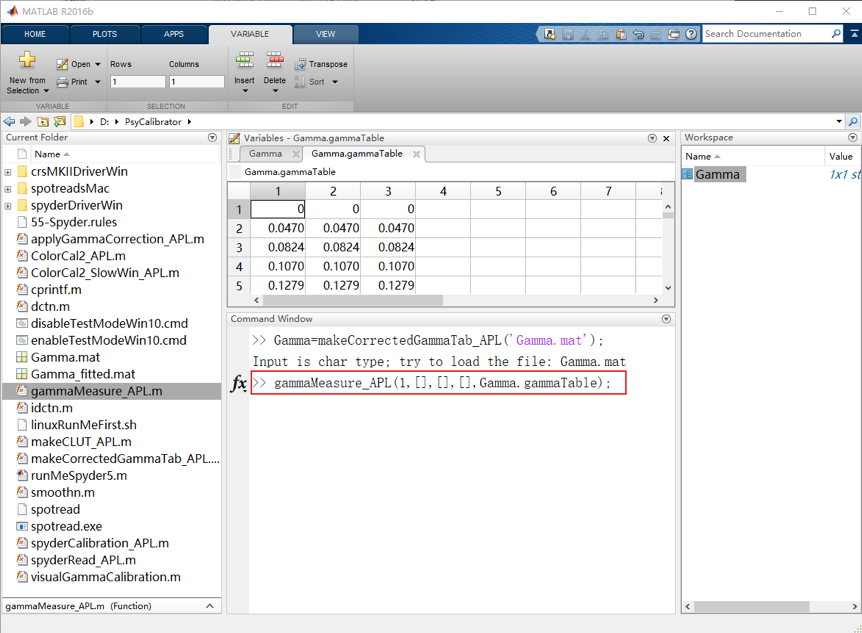 MATLAB R2016b
HOME PLOTS APPS VARIABLE VIEW Search Documentation
New from
Selection
Open
Print
Rows Columns
1 1
Insert Delete
Transpose
Sort
VARIABLE SELECTION EDIT
D: PsyCalibrator
Current Folder
Name
crsMKIIDriverWin
spotreadsMac
spyderDriverWin
55-Spyder.rules
applyGammaCorrection_APL.m
ColorCal2_APL.m
ColorCal2_SlowWin_APL.m
cprintf.m
dctn.m
disableTestModeWin10.cmd
enableTestModeWin10.cmd
Gamma.mat
Gamma_fitted.mat
gammaMeasure_APL.m
idctn.m
linuxRunMeFirst.sh
makeCLUT_APL.m
makeCorrectedGammaTab_APL....
runMeSpyder5.m
smoothn.m
spotread
spotread.exe
spyderCalibration_APL.m
spyderRead_APL.m
visualGammaCalibration.m
gammaMeasure_APL.m (Function)
Variables - Gamma.gammaTable
Gamma Gamma.gammaTable
Gamma.gammaTable
1 2 3 4 5 6 7
1 0 0 0
2 0.0470 0.0470 0.0470
3 0.0824 0.0824 0.0824
4 0.1070 0.1070 0.1070
5 0.1279 0.1279 0.1279
Command Window
>> Gamma=makeCorrectedGammaTab_APL('Gamma.mat');
Input is char type; try to load the file: Gamma.mat
fx >> gammaMeasure_APL(1,[],[],[],Gamma.gammaTable);
Workspace
Name Value
Gamma 1x1 st